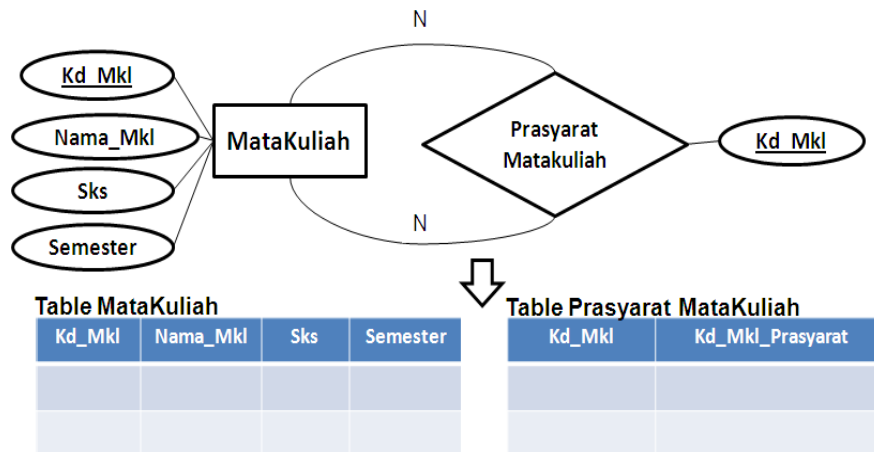 N
Kd_Mkl
Nama_Mkl
MataKuliah
Sks
Semester
Prasyarat
Matakuliah
Kd_Mkl
N
Table MataKuliah
Kd_Mkl Nama_Mkl Sks Semester
Table Prasyarat MataKuliah
Kd_Mkl Kd_Mkl_Prasyarat